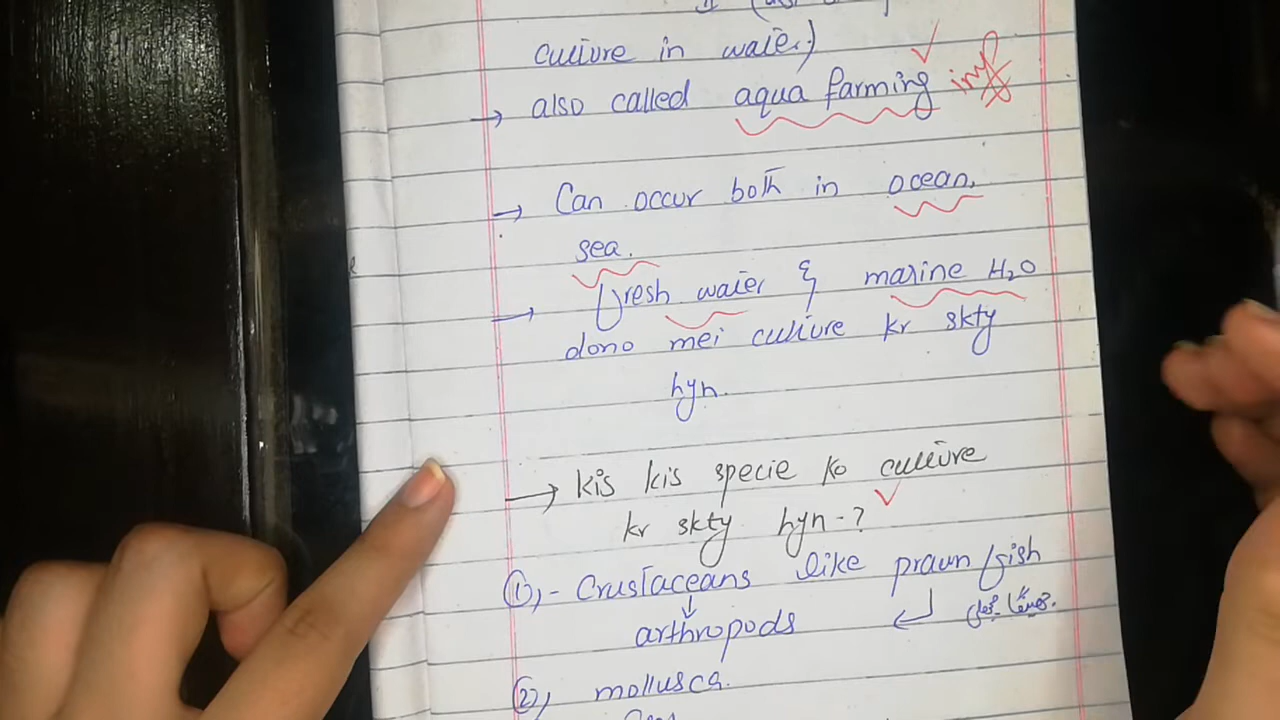 culture in water)
→ also called aqua farming imp
→ Can occur both in ocean,
sea.
→ fresh water & marine H₂O
dono mei culture kr skty
hyn.
→ kis kis specie ko culture
kr skty hyn-?
①,- Crustaceans like prawn/fish
↓
arthropods
②, mollusca.